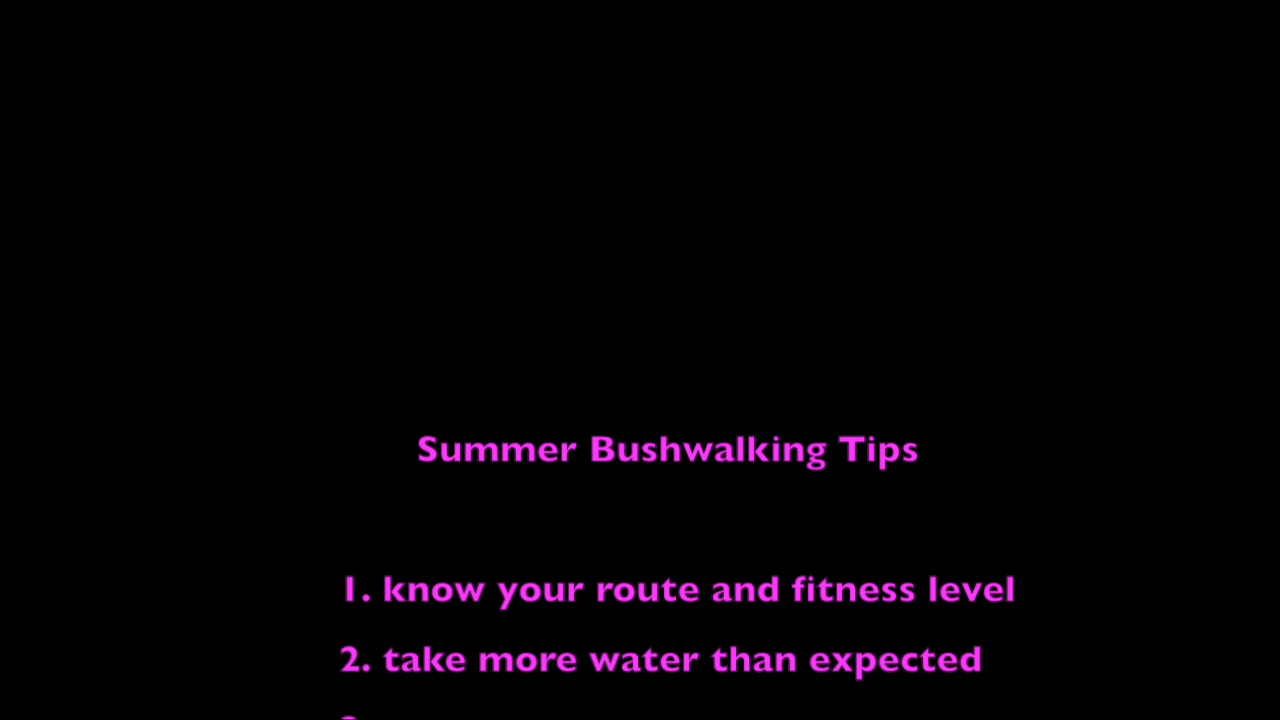 Summer Bushwalking Tips
1. know your route and fitness level
2. take more water than expected